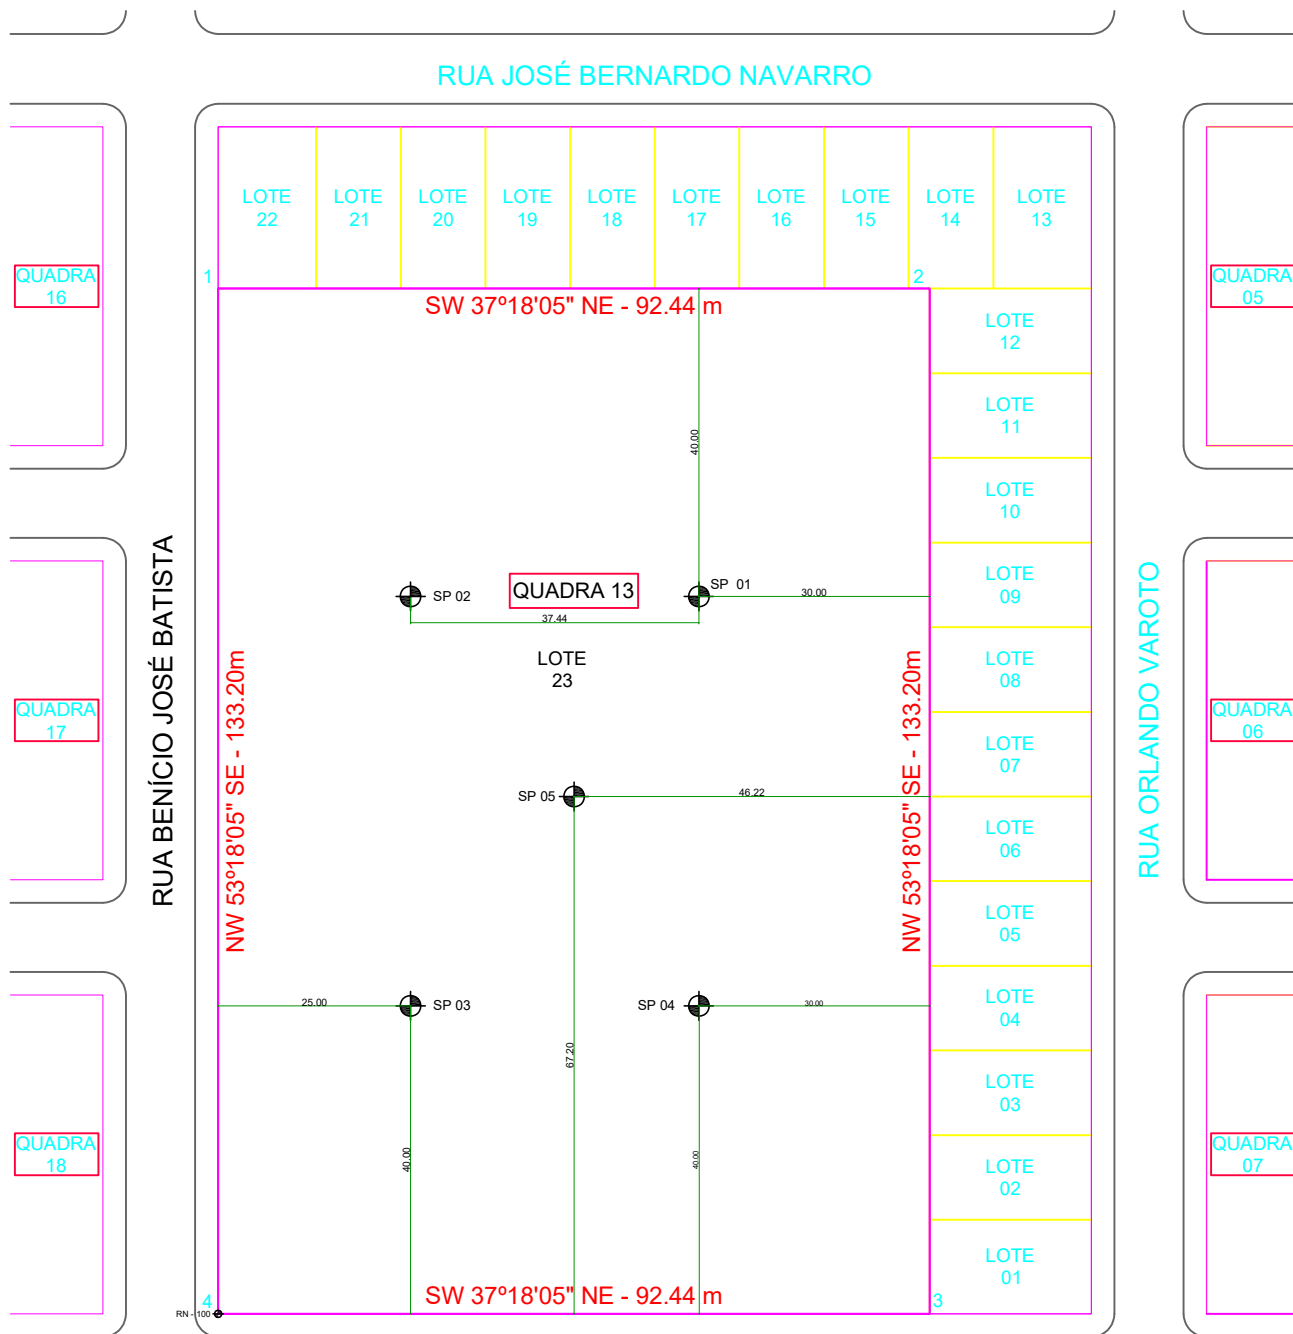 RUA JOSÉ BERNARDO NAVARRO
LOTE
22
LOTE
21
LOTE
20
LOTE
19
LOTE
18
LOTE
17
LOTE
16
LOTE
15
LOTE
14
LOTE
13
QUADRA
16
1
2
QUADRA
05
SW 37º18'05" NE - 92.44 m
LOTE
12
LOTE
11
40.00
LOTE
10
RUA BENÍCIO JOSÉ BATISTA
SP 02
QUADRA 13
SP 01
30.00
LOTE
09
37.44
RUA ORLANDO VAROTO
LOTE
23
LOTE
08
NW 53º18'05" SE - 133.20m
NW 53º18'05" SE - 133.20m
QUADRA
17
QUADRA
06
LOTE
07
SP 05
46.22
LOTE
06
LOTE
05
25.00
SP 03
SP 04
30.00
LOTE
04
67.20
LOTE
03
40.00
40.00
QUADRA
18
QUADRA
07
LOTE
02
LOTE
01
4
SW 37º18'05" NE - 92.44 m
3
RN - 100